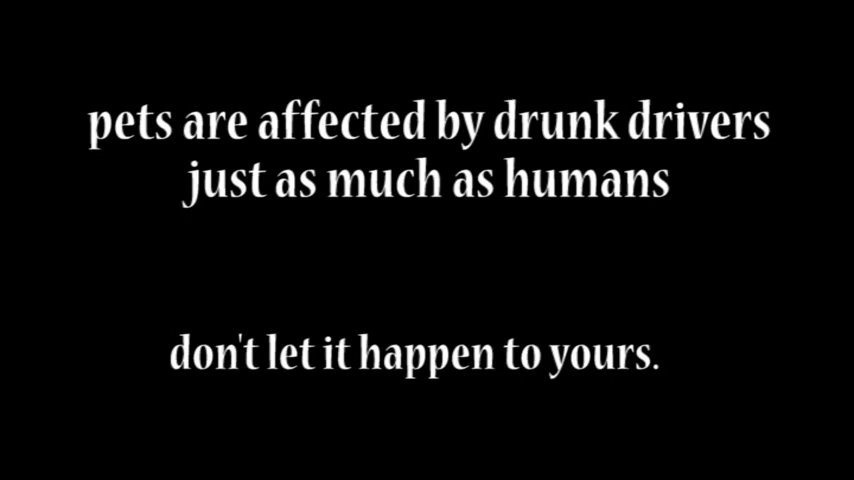 pets are affected by drunk drivers
just as much as humans
don't let it happen to yours.